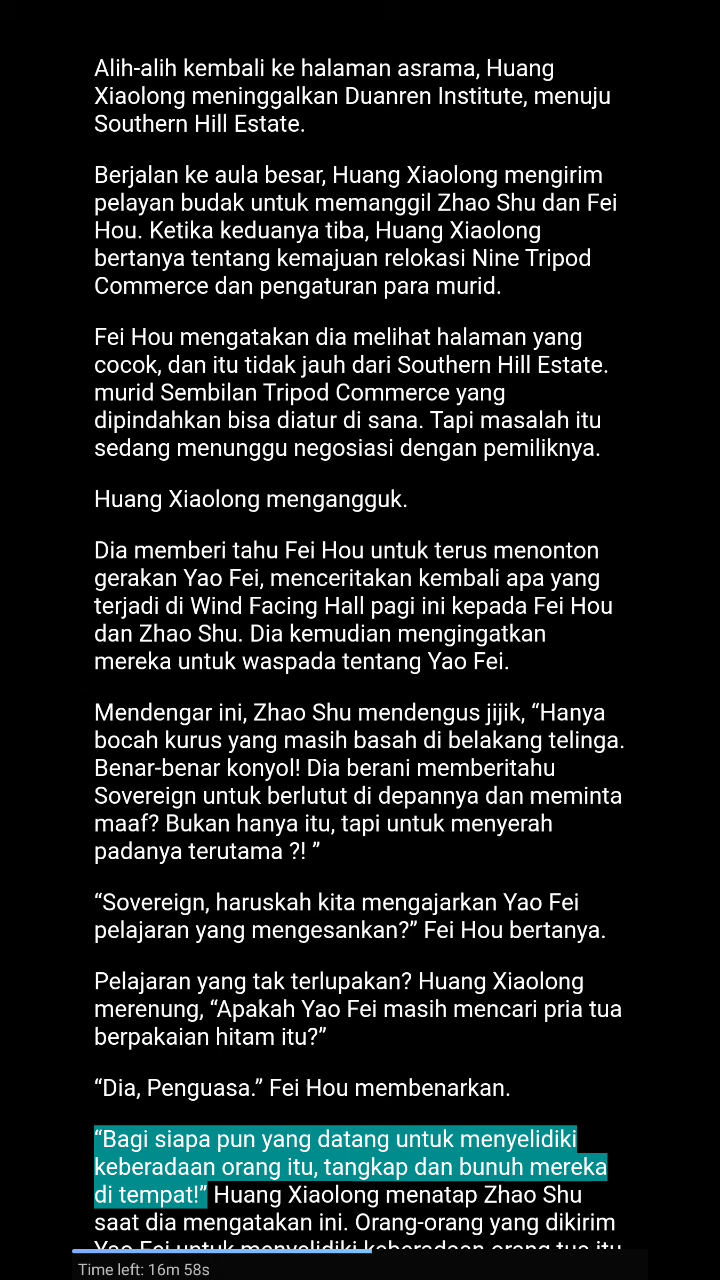 Alih-alih kembali ke halaman asrama, Huang
Xiaolong meninggalkan Duanren Institute, menuju
Southern Hill Estate.
Berjalan ke aula besar, Huang Xiaolong mengirim
pelayan budak untuk memanggil Zhao Shu dan Fei
Hou. Ketika keduanya tiba, Huang Xiaolong
bertanya tentang kemajuan relokasi Nine Tripod
Commerce dan pengaturan para murid.
Fei Hou mengatakan dia melihat halaman yang
cocok, dan itu tidak jauh dari Southern Hill Estate.
murid Sembilan Tripod Commerce yang
dipindahkan bisa diatur di sana. Tapi masalah itu
sedang menunggu negosiasi dengan pemiliknya.
Huang Xiaolong mengangguk.
Dia memberi tahu Fei Hou untuk terus menonton
gerakan Yao Fei, menceritakan kembali apa yang
terjadi di Wind Facing Hall pagi ini kepada Fei Hou
dan Zhao Shu. Dia kemudian mengingatkan
mereka untuk waspada tentang Yao Fei.
Mendengar ini, Zhao Shu mendengus jijik, “Hanya
bocah kurus yang masih basah di belakang telinga.
Benar-benar konyol! Dia berani memberitahu
Sovereign untuk berlutut di depannya dan meminta
maaf? Bukan hanya itu, tapi untuk menyerah
padanya terutama ?! ”
“Sovereign, haruskah kita mengajarkan Yao Fei
pelajaran yang mengesankan?” Fei Hou bertanya.
Pelajaran yang tak terlupakan? Huang Xiaolong
merenung, “Apakah Yao Fei masih mencari pria tua
berpakaian hitam itu?”
“Dia, Penguasa.” Fei Hou membenarkan.
“Bagi siapa pun yang datang untuk menyelidiki
keberadaan orang itu, tangkap dan bunuh mereka
di tempat!” Huang Xiaolong menatap Zhao Shu
saat dia mengatakan ini. Orang-orang yang dikirim
Yao Fei untuk menyelidiki keberadaan orang tua itu
Time left: 16m 58s